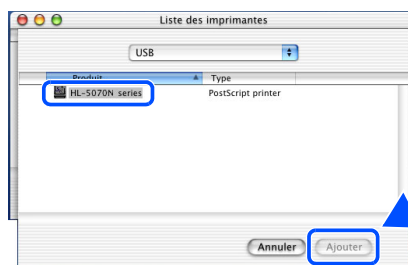 Liste des imprimantes
USB
Produit Type
HL-5070N series PostScript printer
Annuler Ajouter